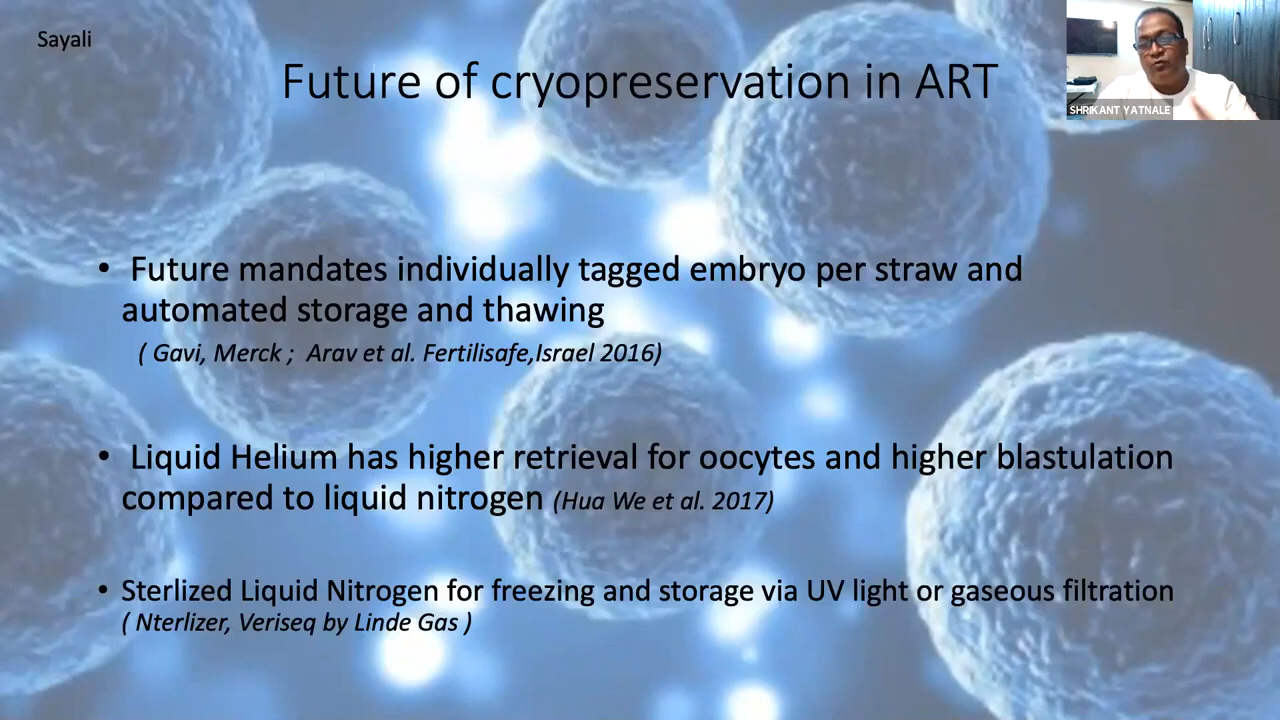 Sayali
SHRIKANT YATNALE
Future of cryopreservation in ART
• Future mandates individually tagged embryo per straw and
automated storage and thawing
( Gavi, Merck ; Arav et al. Fertilisafe,Israel 2016)
• Liquid Helium has higher retrieval for oocytes and higher blastulation
compared to liquid nitrogen (Hua We et al. 2017)
• Sterlized Liquid Nitrogen for freezing and storage via UV light or gaseous filtration
( Nterlizer, Veriseq by Linde Gas )